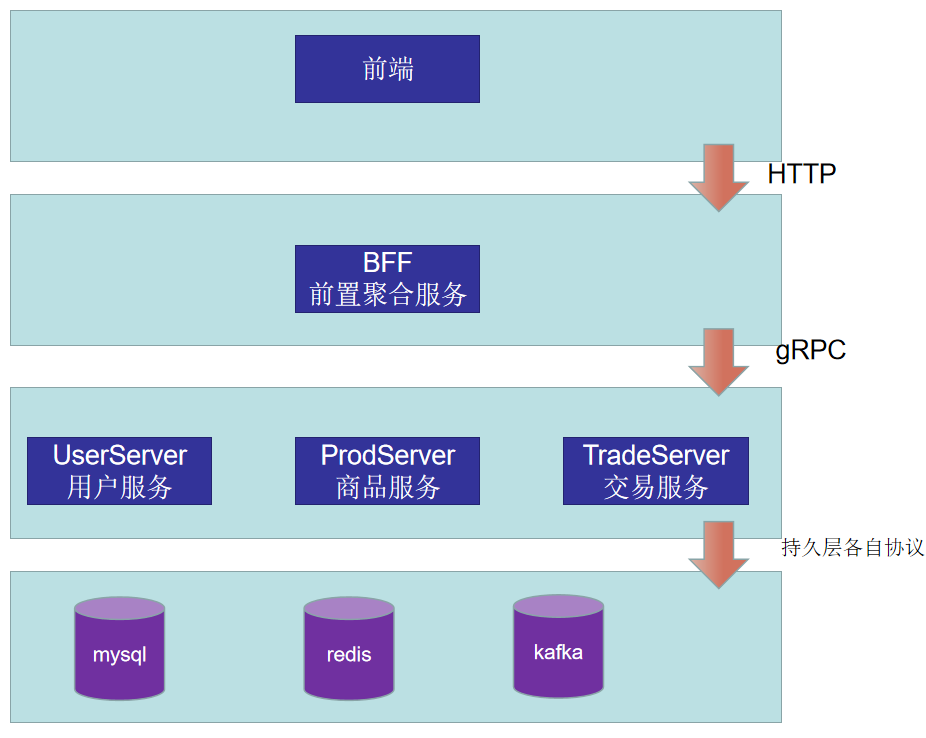 前端
HTTP
BFF
前置聚合服务
gRPC
UserServer
用户服务
ProdServer
商品服务
TradeServer
交易服务
持久层各自协议
mysql
redis
kafka